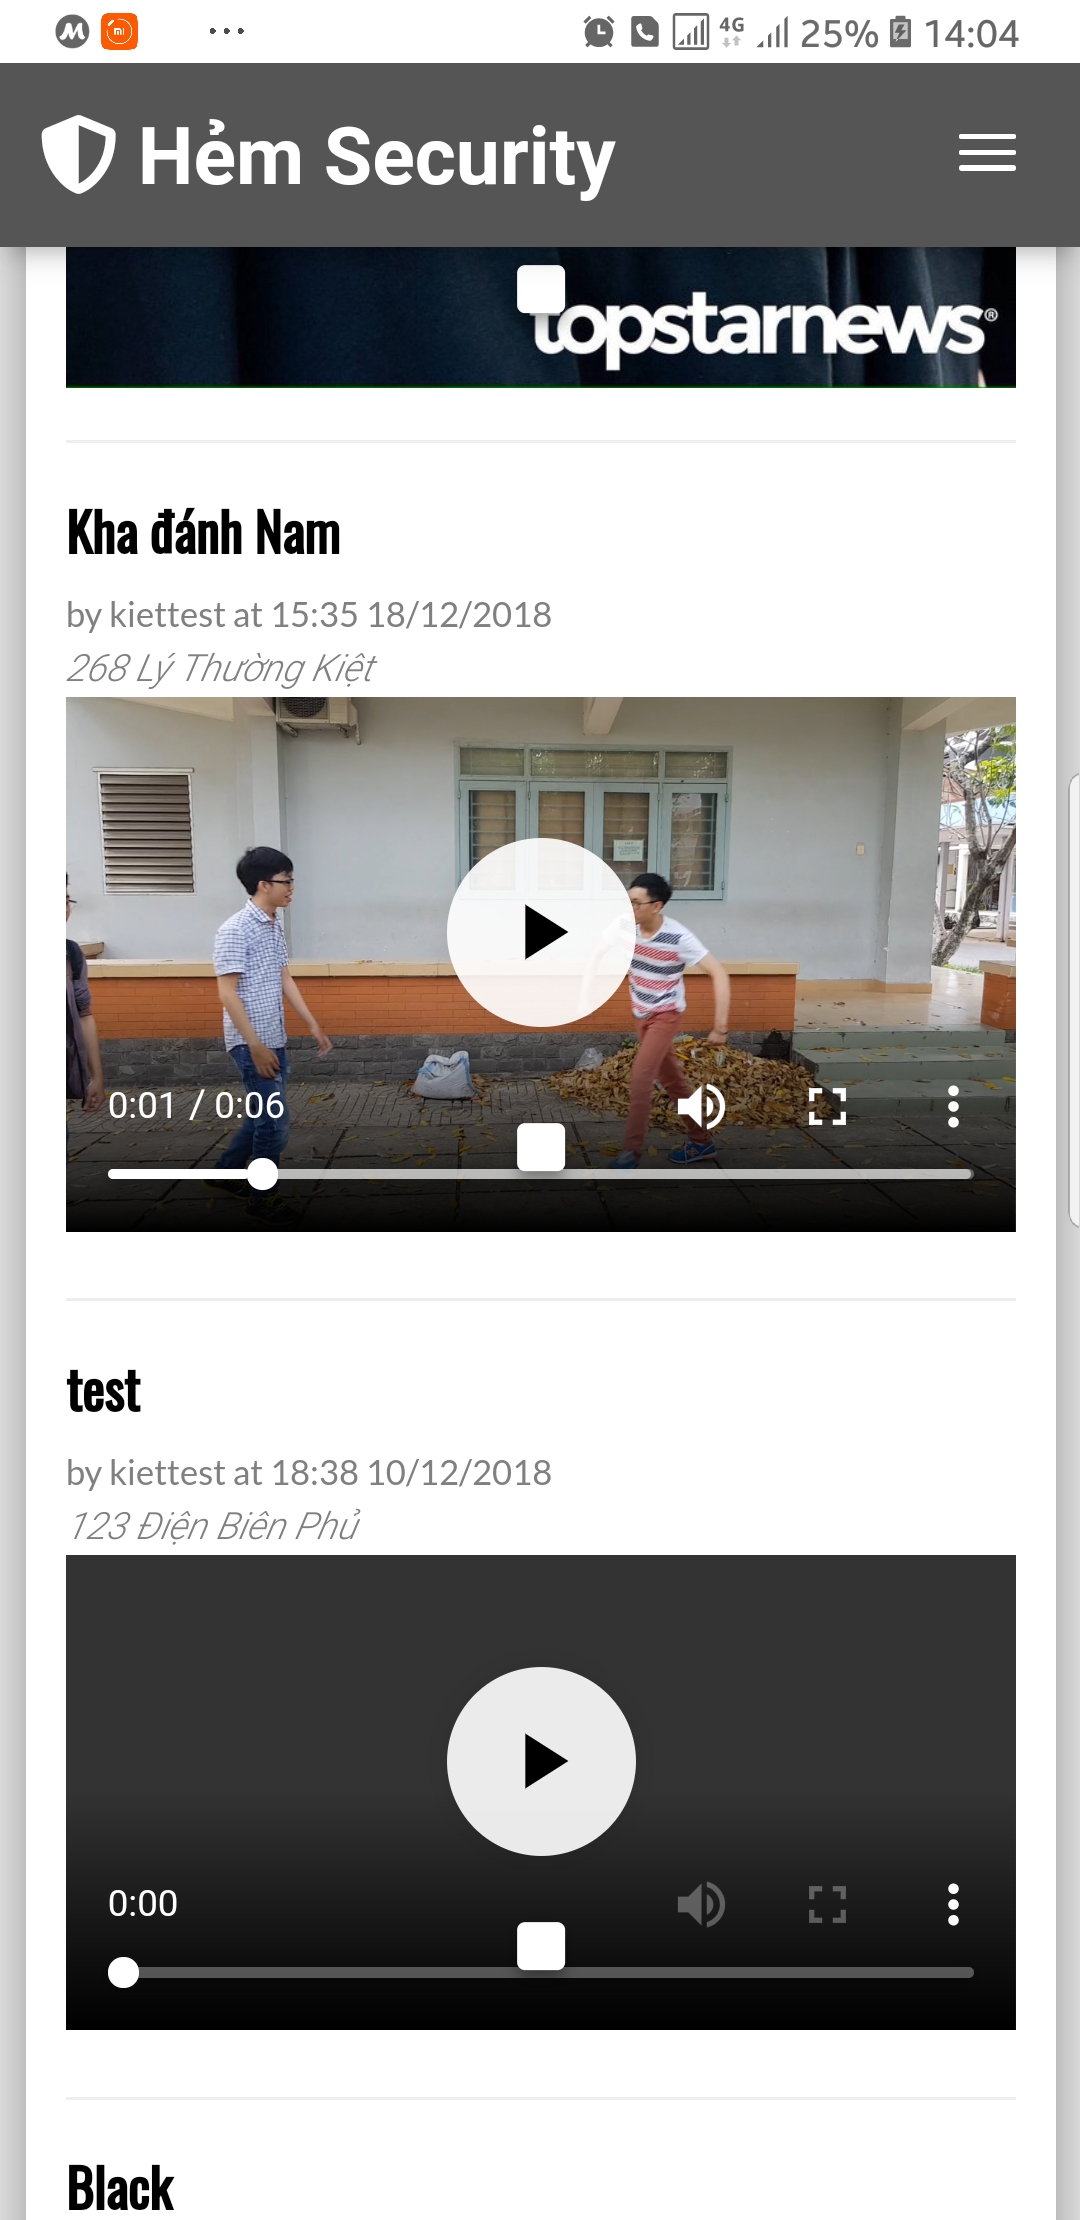 25% 14:04
4G
Hẻm Security
topstarnews®
Kha đánh Nam
by kiettest at 15:35 18/12/2018
268 Lý Thường Kiệt
0:01 / 0:06
test
by kiettest at 18:38 10/12/2018
123 Điện Biên Phủ
0:00
Black